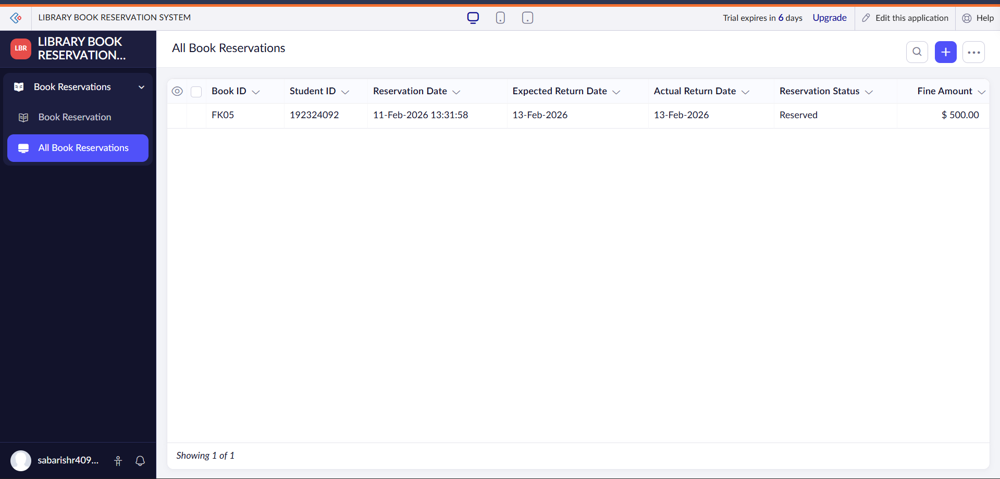 LIBRARY BOOK RESERVATION SYSTEM
Trial expires in 6 days Upgrade Edit this application Help
LBR
LIBRARY BOOK
RESERVATION...
Book Reservations
Book Reservation
All Book Reservations
sabarishr409...
All Book Reservations
Book ID Student ID Reservation Date Expected Return Date Actual Return Date Reservation Status Fine Amount
FK05 192324092 11-Feb-2026 13:31:58 13-Feb-2026 13-Feb-2026 Reserved $ 500.00
Showing 1 of 1